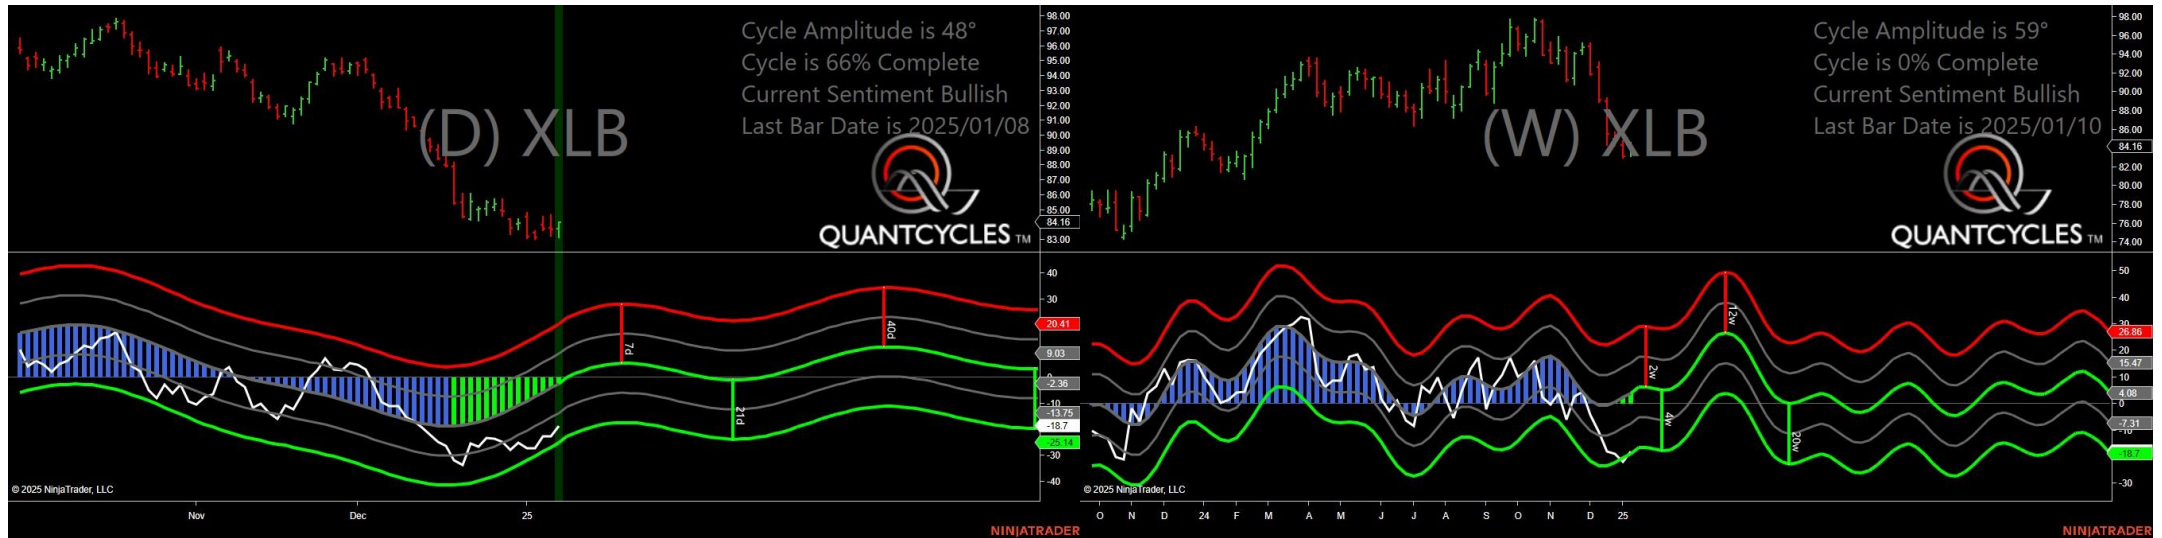 Cycle Amplitude is 48°
Cycle is 66% Complete
Current Sentiment Bullish
Last Bar Date is 2025/01/08
(D) XLB
QUANTCYCLES TM
98.00
97.00
96.00
95.00
94.00
93.00
92.00
91.00
90.00
89.00
88.00
87.00
86.00
85.00
84.16
83.00
40
30
20.41
9.03
0
-2.36
-10
-13.75
-18.7
-25.14
-30
-40
7d
21d
40d
© 2025 NinjaTrader, LLC
Nov
Dec
25
NINJATRADER
Cycle Amplitude is 59°
Cycle is 0% Complete
Current Sentiment Bullish
Last Bar Date is 2025/01/10
(W) XLB
QUANTCYCLES TM
98.00
96.00
94.00
92.00
90.00
88.00
86.00
84.16
82.00
80.00
78.00
76.00
74.00
50
40
30
26.86
20
15.47
10
4.08
0
-7.31
-10
-18.7
-30
2w
4w
12w
20w
© 2025 NinjaTrader, LLC
O N D 24 F M A M J J A S O N D 25
NINJATRADER